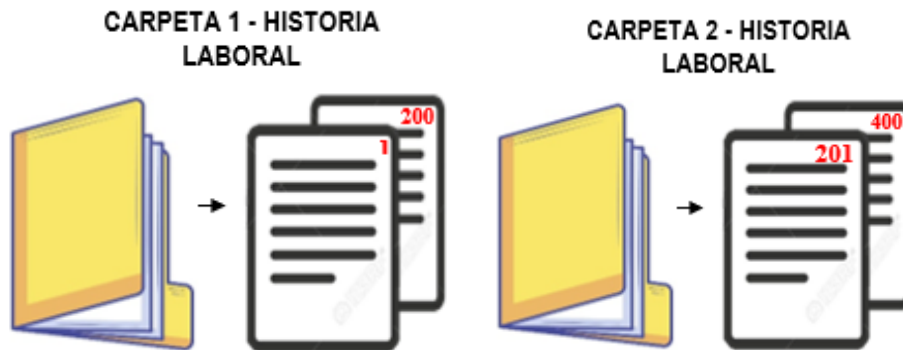 CARPETA 1 - HISTORIA
LABORAL
CARPETA 2 - HISTORIA
LABORAL
200
1
400
201